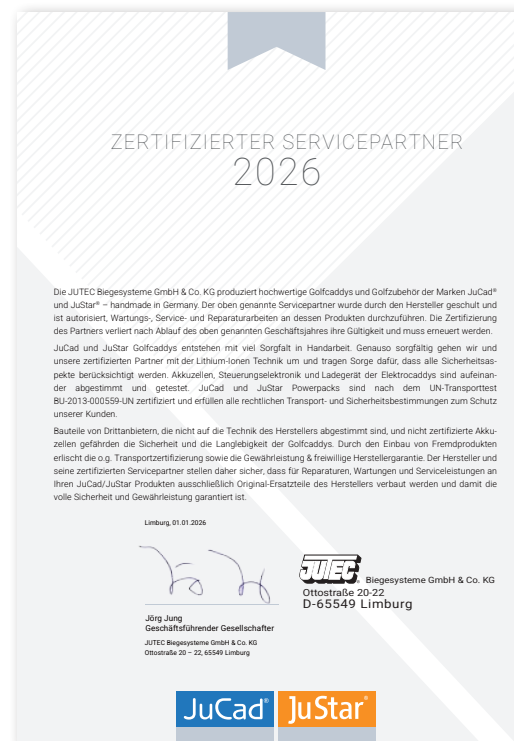 ZERTIFIZIERTER SERVICEPARTNER
2026
Die JUTEC Biegesysteme GmbH & Co. KG produziert hochwertige Golfcaddys und Golfzubehör der Marken JuCad®
und JuStar® – handmade in Germany. Der oben genannte Servicepartner wurde durch den Hersteller geschult und
ist autorisiert, Wartungs-, Service- und Reparaturarbeiten an dessen Produkten durchzuführen. Die Zertifizierung
des Partners verliert nach Ablauf des oben genannten Geschäftsjahres ihre Gültigkeit und muss erneuert werden.
JuCad und JuStar Golfcaddys entstehen mit viel Sorgfalt in Handarbeit. Genauso sorgfältig gehen wir und
unsere zertifizierten Partner mit der Lithium-Ionen Technik um und tragen Sorge dafür, dass alle Sicherheitsas-
pekte berücksichtigt werden. Akkuzellen, Steuerungselektronik und Ladegerät der Elektrocaddys sind aufeinan-
der abgestimmt und getestet. JuCad und JuStar Powerpacks sind nach dem UN-Transporttest
BU-2013-000559-UN zertifiziert und erfüllen alle rechtlichen Transport- und Sicherheitsbestimmungen zum Schutz
unserer Kunden.
Bauteile von Drittanbietern, die nicht auf die Technik des Herstellers abgestimmt sind, und nicht zertifizierte Akku-
zellen gefährden die Sicherheit und die Langlebigkeit der Golfcaddys. Durch den Einbau von Fremdprodukten
erlischt die o.g. Transportzertifizierung sowie die Gewährleistung & freiwillige Herstellergarantie. Der Hersteller und
seine zertifizierten Servicepartner stellen daher sicher, dass für Reparaturen, Wartungen und Serviceleistungen an
Ihren JuCad/JuStar Produkten ausschließlich Original-Ersatzteile des Herstellers verbaut werden und damit die
volle Sicherheit und Gewährleistung garantiert ist.
Limburg, 01.01.2026
JUTEC® Biegesysteme GmbH & Co. KG
Ottostraße 20-22
D-65549 Limburg
Jörg Jung
Geschäftsführender Gesellschafter
JUTEC Biegesysteme GmbH & Co. KG
Ottostraße 20 – 22, 65549 Limburg
JuCad® JuStar®